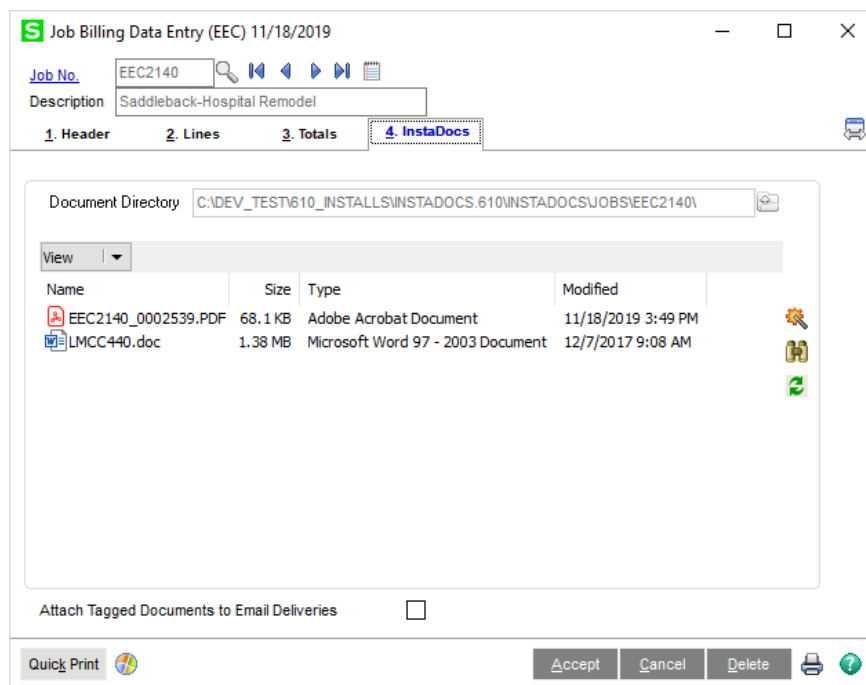 S Job Billing Data Entry (EEC) 11/18/2019
Job No. EEC2140
Description Saddleback-Hospital Remodel
1. Header 2. Lines 3. Totals 4. InstaDocs
Document Directory C:\DEV_TEST\610_INSTALLS\INSTADOCS.610\INSTADOCS\JOBS\EEC2140\
View
Name Size Type Modified
EEC2140_0002539.PDF 68.1 KB Adobe Acrobat Document 11/18/2019 3:49 PM
LMCC440.doc 1.38 MB Microsoft Word 97 - 2003 Document 12/7/2017 9:08 AM
Attach Tagged Documents to Email Deliveries
Quick Print Accept Cancel Delete ?